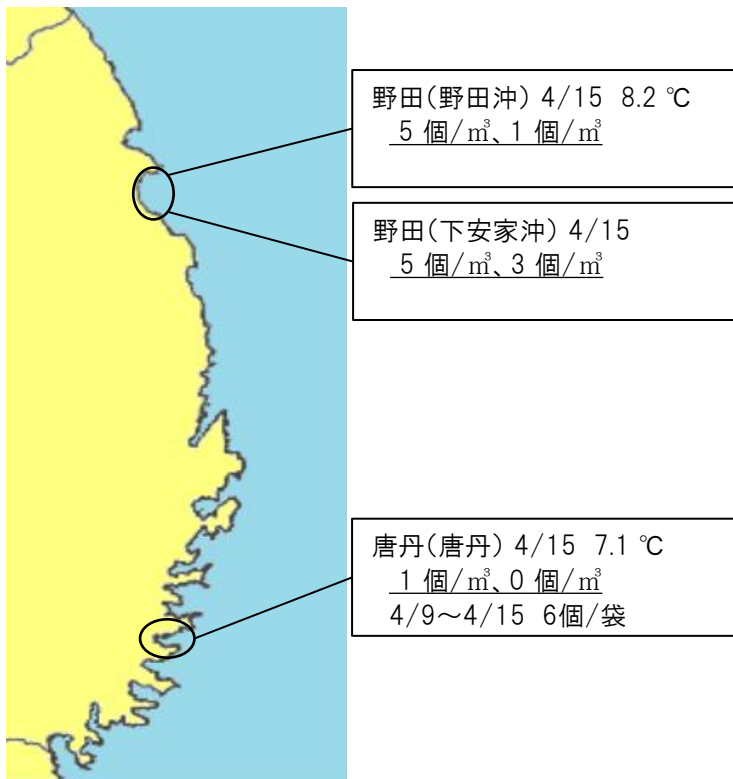 野田(野田沖) 4/15 8.2 ℃
5 個/㎥、1 個/㎥
野田(下安家沖) 4/15
5 個/㎥、3 個/㎥
唐丹(唐丹) 4/15 7.1 ℃
1 個/㎥、0 個/㎥
4/9～4/15 6個/袋